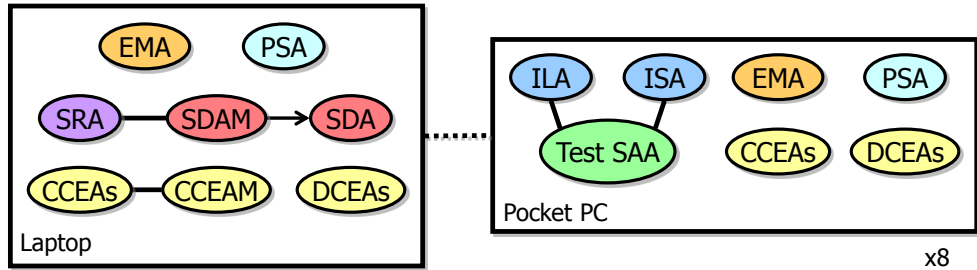 EMA PSA
SRA SDAM SDA
CCEAs CCEAM DCEAs
Laptop
ILA ISA EMA PSA
Test SAA CCEAs DCEAs
Pocket PC
x8